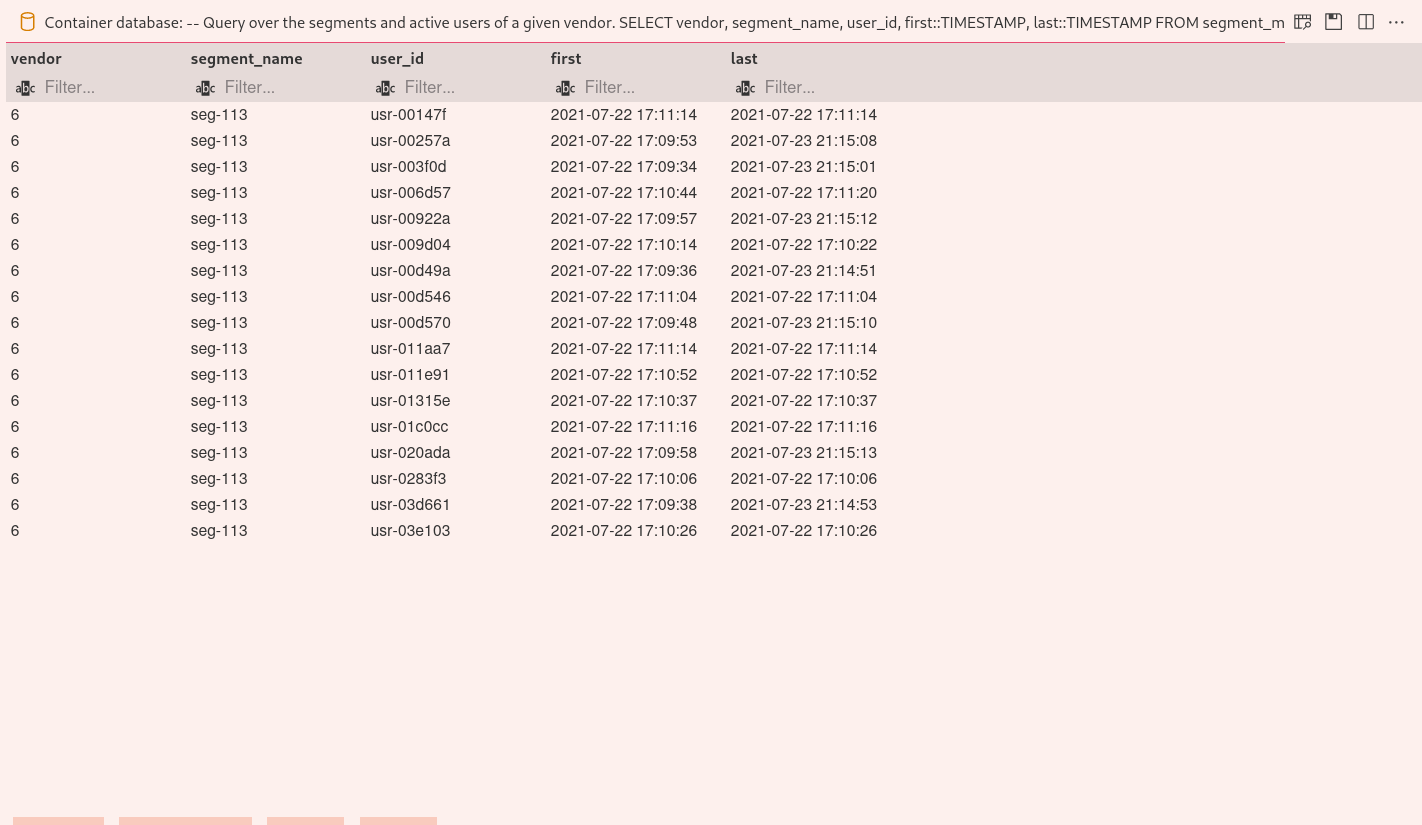 Container database: -- Query over the segments and active users of a given vendor. SELECT vendor, segment_name, user_id, first::TIMESTAMP, last::TIMESTAMP FROM segment_m
vendor segment_name user_id first last
abc Filter... abc Filter... abc Filter... abc Filter... abc Filter...
6 seg-113 usr-00147f 2021-07-22 17:11:14 2021-07-22 17:11:14
6 seg-113 usr-00257a 2021-07-22 17:09:53 2021-07-23 21:15:08
6 seg-113 usr-003f0d 2021-07-22 17:09:34 2021-07-23 21:15:01
6 seg-113 usr-006d57 2021-07-22 17:10:44 2021-07-22 17:11:20
6 seg-113 usr-00922a 2021-07-22 17:09:57 2021-07-23 21:15:12
6 seg-113 usr-009d04 2021-07-22 17:10:14 2021-07-22 17:10:22
6 seg-113 usr-00d49a 2021-07-22 17:09:36 2021-07-23 21:14:51
6 seg-113 usr-00d546 2021-07-22 17:11:04 2021-07-22 17:11:04
6 seg-113 usr-00d570 2021-07-22 17:09:48 2021-07-23 21:15:10
6 seg-113 usr-011aa7 2021-07-22 17:11:14 2021-07-22 17:11:14
6 seg-113 usr-011e91 2021-07-22 17:10:52 2021-07-22 17:10:52
6 seg-113 usr-01315e 2021-07-22 17:10:37 2021-07-22 17:10:37
6 seg-113 usr-01c0cc 2021-07-22 17:11:16 2021-07-22 17:11:16
6 seg-113 usr-020ada 2021-07-22 17:09:58 2021-07-23 21:15:13
6 seg-113 usr-0283f3 2021-07-22 17:10:06 2021-07-22 17:10:06
6 seg-113 usr-03d661 2021-07-22 17:09:38 2021-07-23 21:14:53
6 seg-113 usr-03e103 2021-07-22 17:10:26 2021-07-22 17:10:26